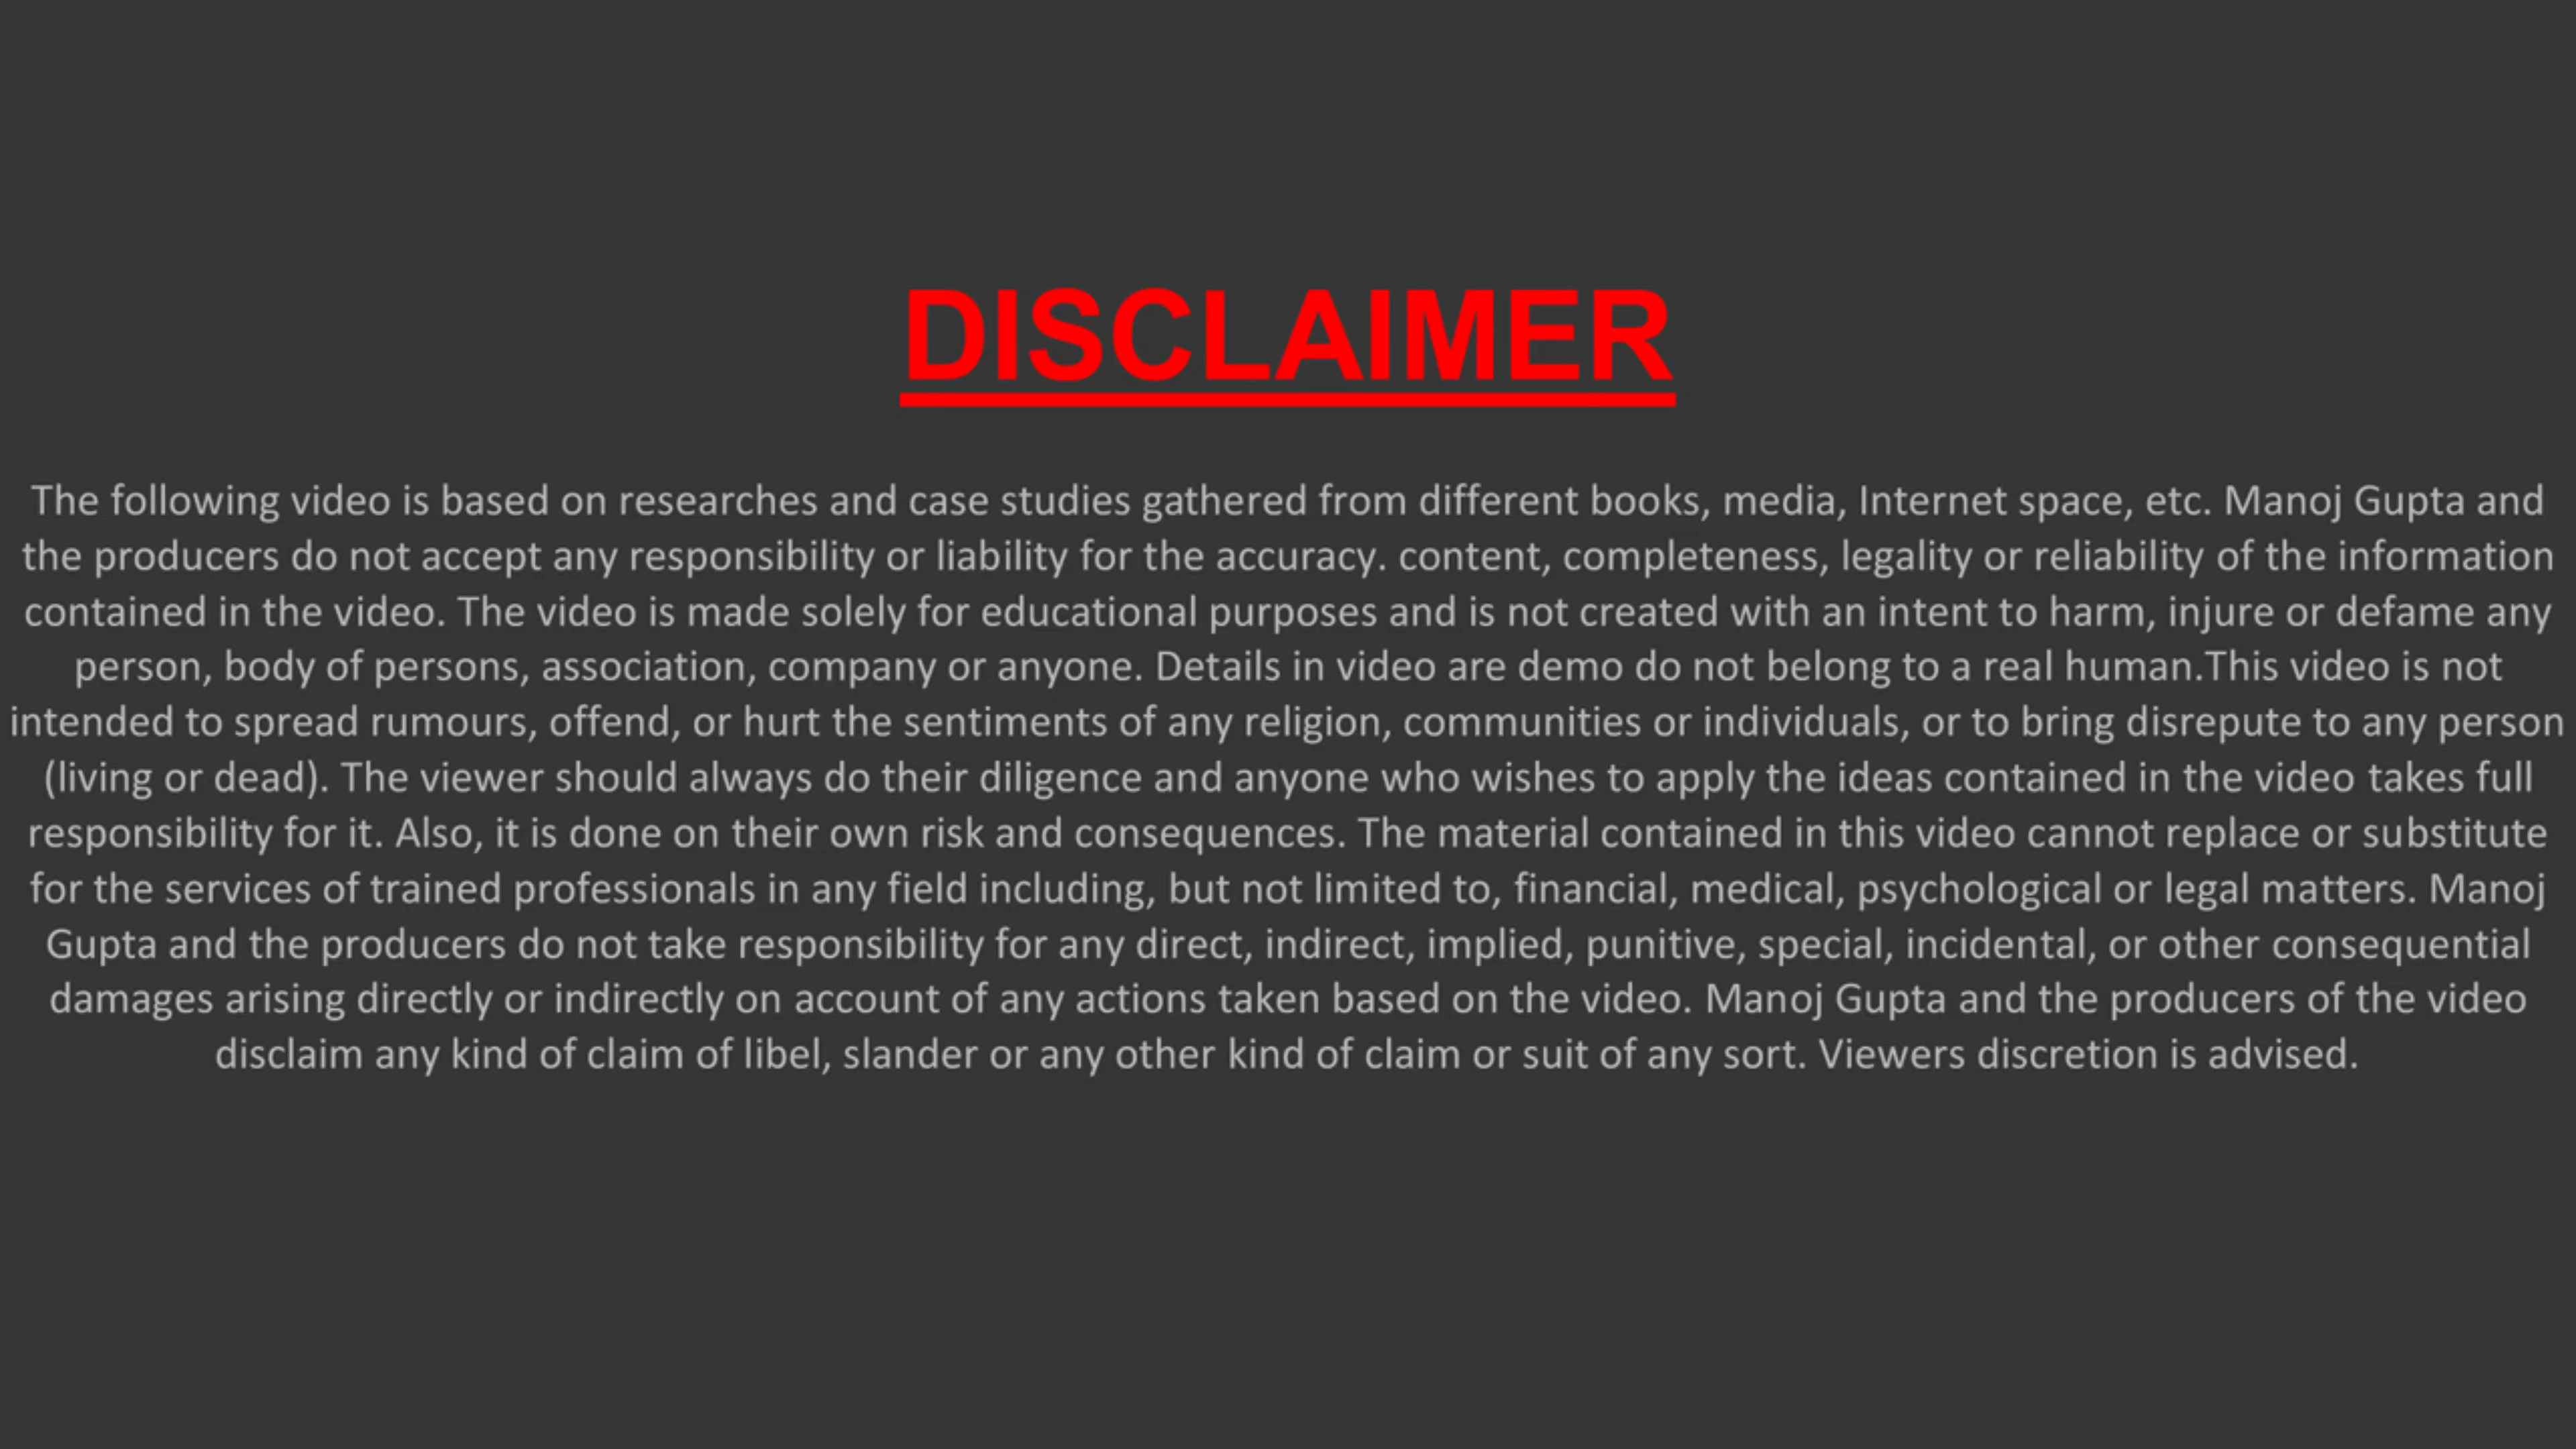 DISCLAIMER
The following video is based on researches and case studies gathered from different books, media, Internet space, etc. Manoj Gupta and
the producers do not accept any responsibility or liability for the accuracy. content, completeness, legality or reliability of the information
contained in the video. The video is made solely for educational purposes and is not created with an intent to harm, injure or defame any
person, body of persons, association, company or anyone. Details in video are demo do not belong to a real human.This video is not
intended to spread rumours, offend, or hurt the sentiments of any religion, communities or individuals, or to bring disrepute to any person
(living or dead). The viewer should always do their diligence and anyone who wishes to apply the ideas contained in the video takes full
responsibility for it. Also, it is done on their own risk and consequences. The material contained in this video cannot replace or substitute
for the services of trained professionals in any field including, but not limited to, financial, medical, psychological or legal matters. Manoj
Gupta and the producers do not take responsibility for any direct, indirect, implied, punitive, special, incidental, or other consequential
damages arising directly or indirectly on account of any actions taken based on the video. Manoj Gupta and the producers of the video
disclaim any kind of claim of libel, slander or any other kind of claim or suit of any sort. Viewers discretion is advised.